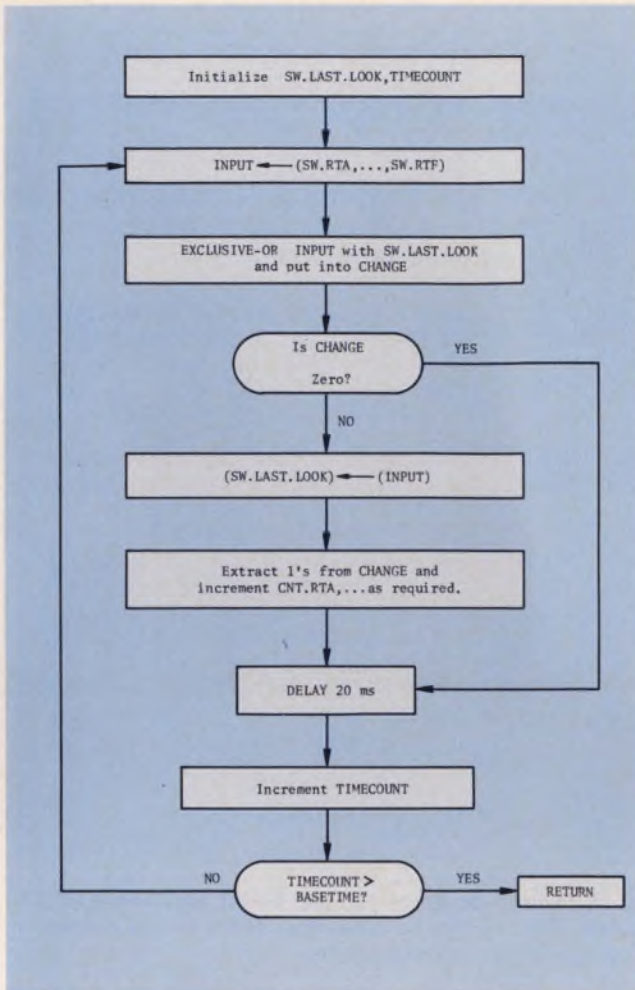 Initialize SW.LAST.LOOK,TIMECOUNT
INPUT ← (SW.RTA,...,SW.RTF)
EXCLUSIVE-OR INPUT with SW.LAST.LOOK
and put into CHANGE
Is CHANGE
Zero?
YES
NO
(SW.LAST.LOOK) ← (INPUT)
Extract 1's from CHANGE and
increment CNT.RTA,...as required.
DELAY 20 ms
Increment TIMECOUNT
NO
TIMECOUNT >
BASETIME?
YES
RETURN